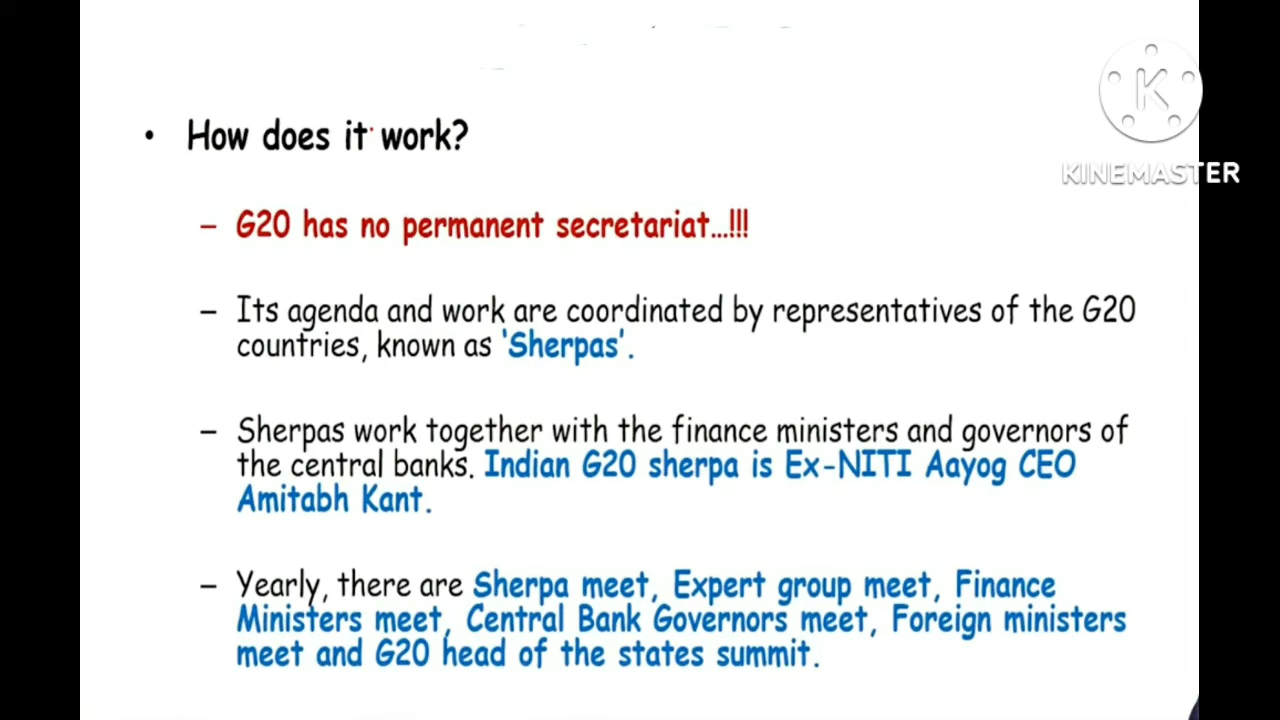 K
KINEMASTER
• How does it work?
– G20 has no permanent secretariat...!!!
– Its agenda and work are coordinated by representatives of the G20
countries, known as ‘Sherpas’.
– Sherpas work together with the finance ministers and governors of
the central banks. Indian G20 sherpa is Ex-NITI Aayog CEO
Amitabh Kant.
– Yearly, there are Sherpa meet, Expert group meet, Finance
Ministers meet, Central Bank Governors meet, Foreign ministers
meet and G20 head of the states summit.